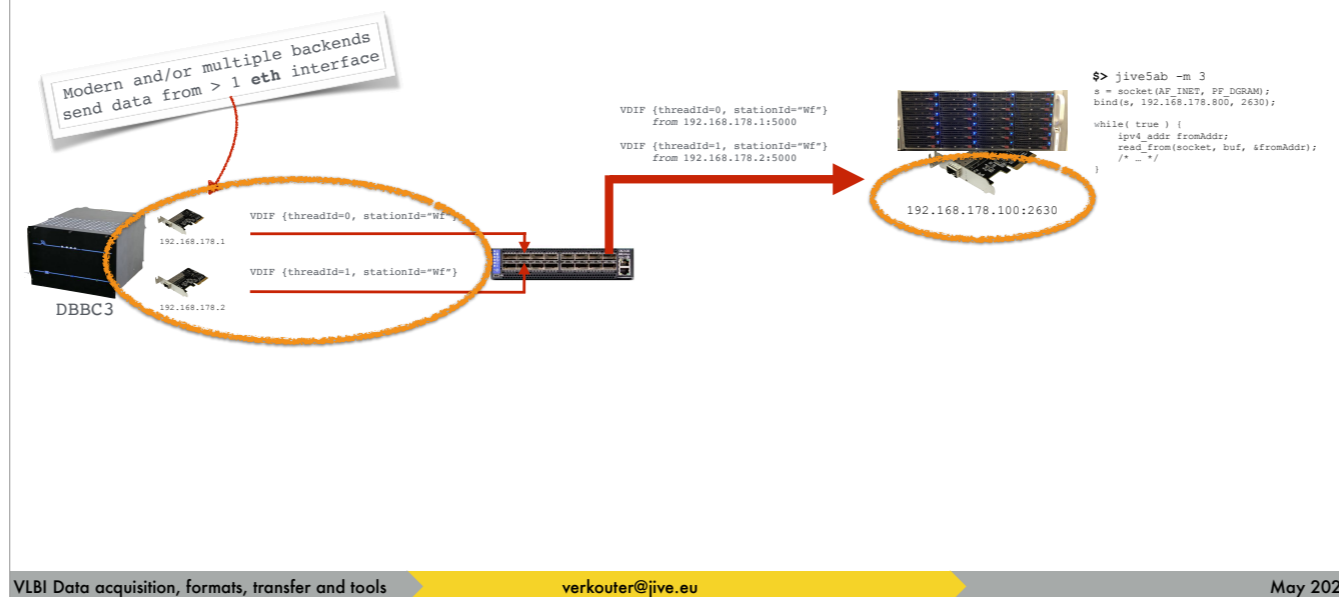 Modern and/or multiple backends
send data from > 1 eth interface
DBBC3
192.168.178.1
192.168.178.2
VDIF {threadId=0, stationId="Wf"}
VDIF {threadId=1, stationId="Wf"}
VDIF {threadId=0, stationId="Wf"}
from 192.168.178.1:5000
VDIF {threadId=1, stationId="Wf"}
from 192.168.178.2:5000
192.168.178.100:2630
$> jive5ab -m 3
s = socket(AF_INET, PF_DGRAM);
bind(s, 192.168.178.800, 2630);
while( true ) {
ipv4_addr fromAddr;
read_from(socket, buf, &fromAddr);
/* … */
}
VLBI Data acquisition, formats, transfer and tools
verkouter@jive.eu
May 202